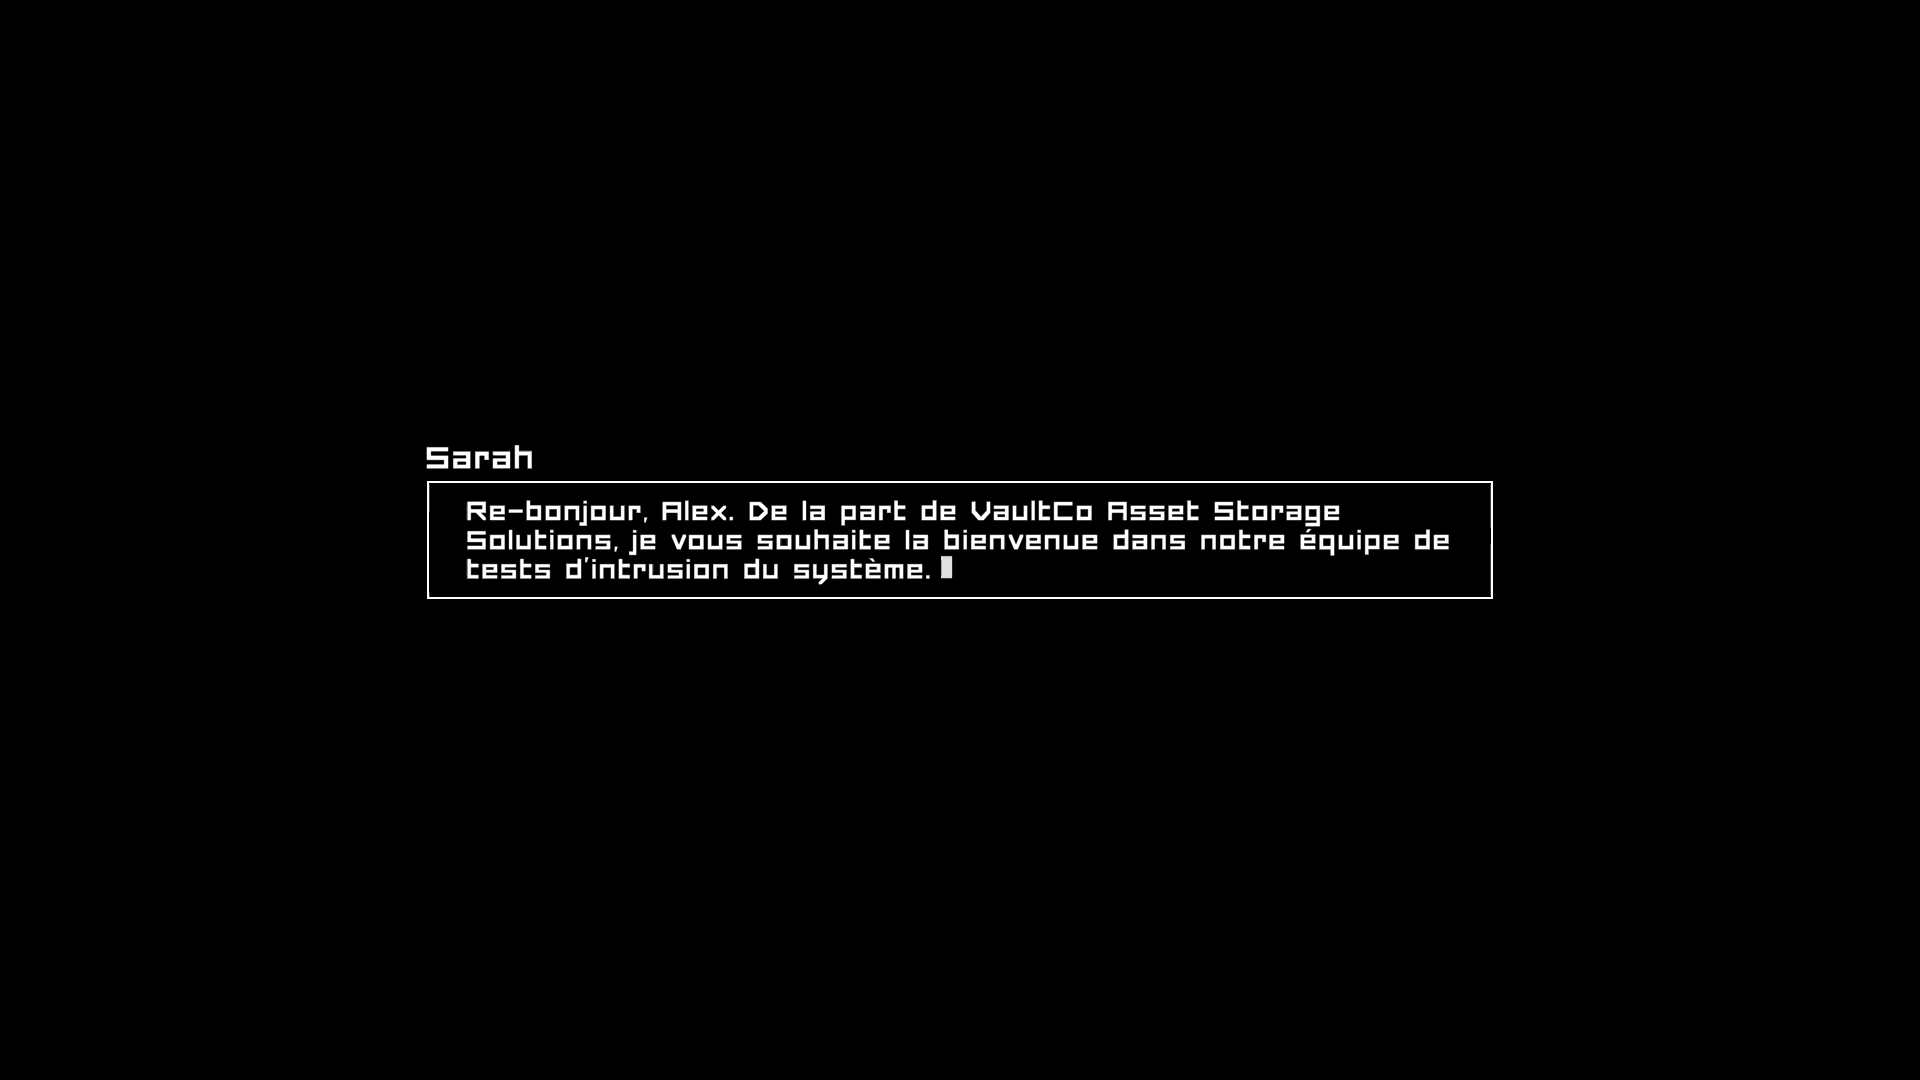 Sarah
Re-bonjour, Alex. De la part de VaultCo Asset Storage
Solutions, je vous souhaite la bienvenue dans notre équipe de
tests d'intrusion du système.